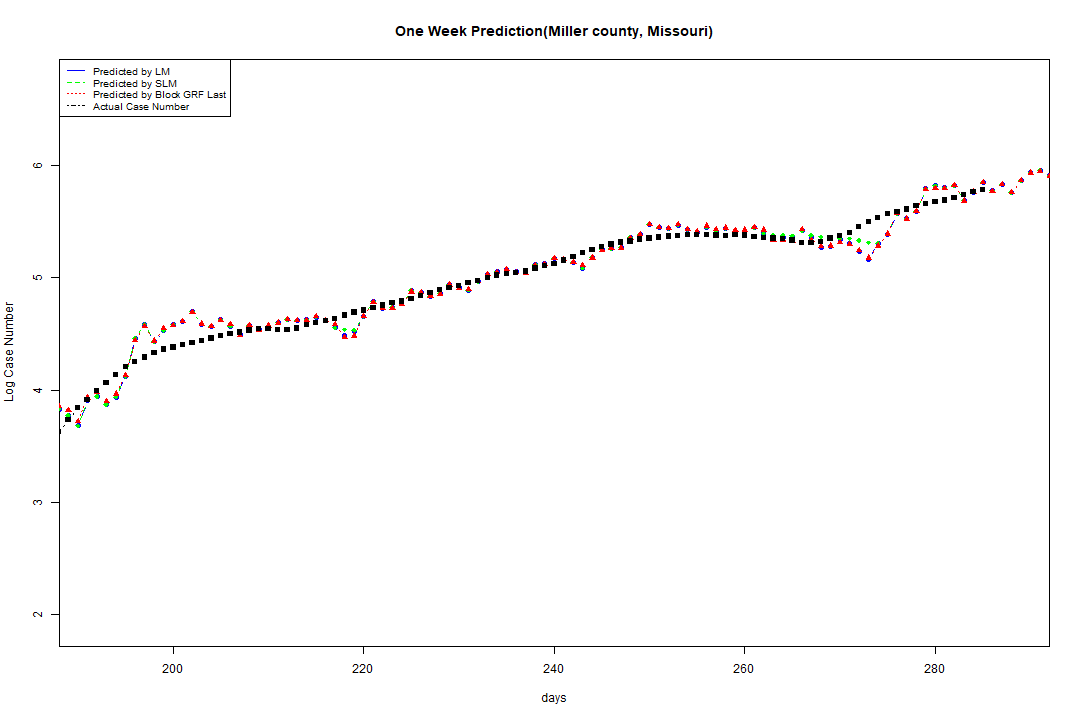 One Week Prediction(Miller county, Missouri)
Predicted by LM
Predicted by SLM
Predicted by Block GRF Last
Actual Case Number
6
5
4
3
2
Log Case Number
200 220 240 260 280
days